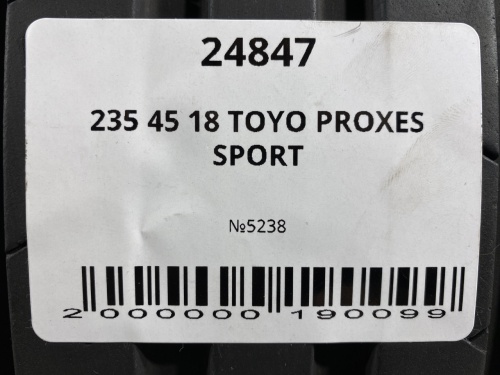 24847
235 45 18 TOYO PROXES
SPORT
№5238
2 000000 190099